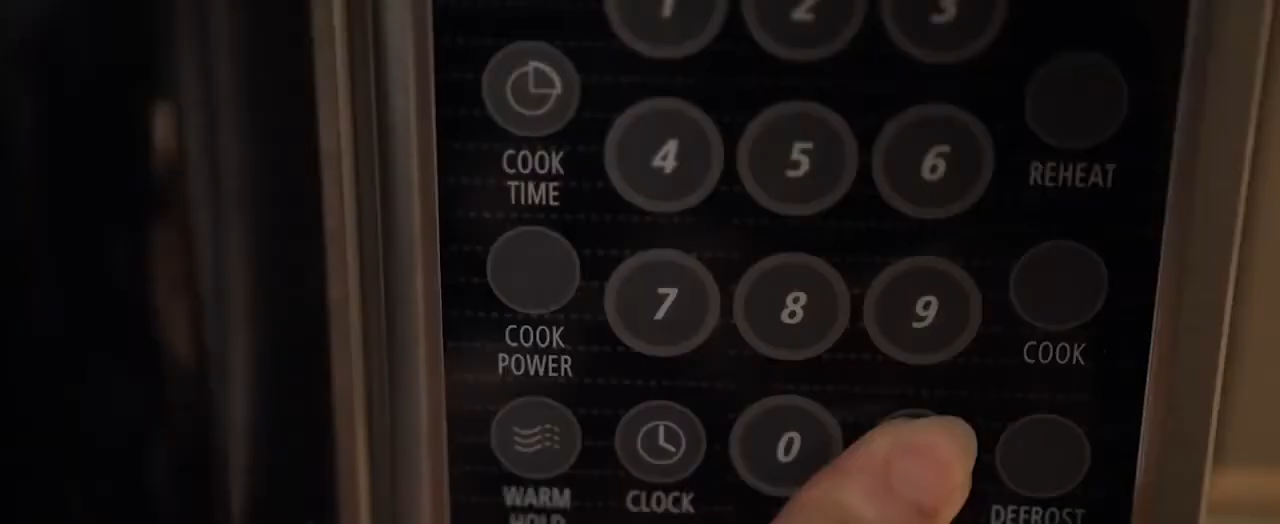 1 2 3
COOK
TIME
4 5 6
REHEAT
COOK
POWER
7 8 9
COOK
WARM
HOLD
CLOCK
0
DEFROST